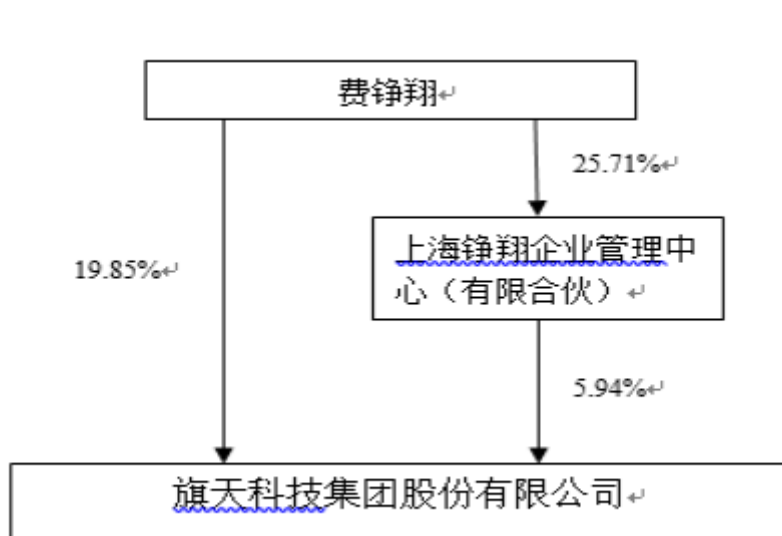 费铮翔
25.71%
上海铮翔企业管理中
心（有限合伙）
19.85%
5.94%
旗天科技集团股份有限公司